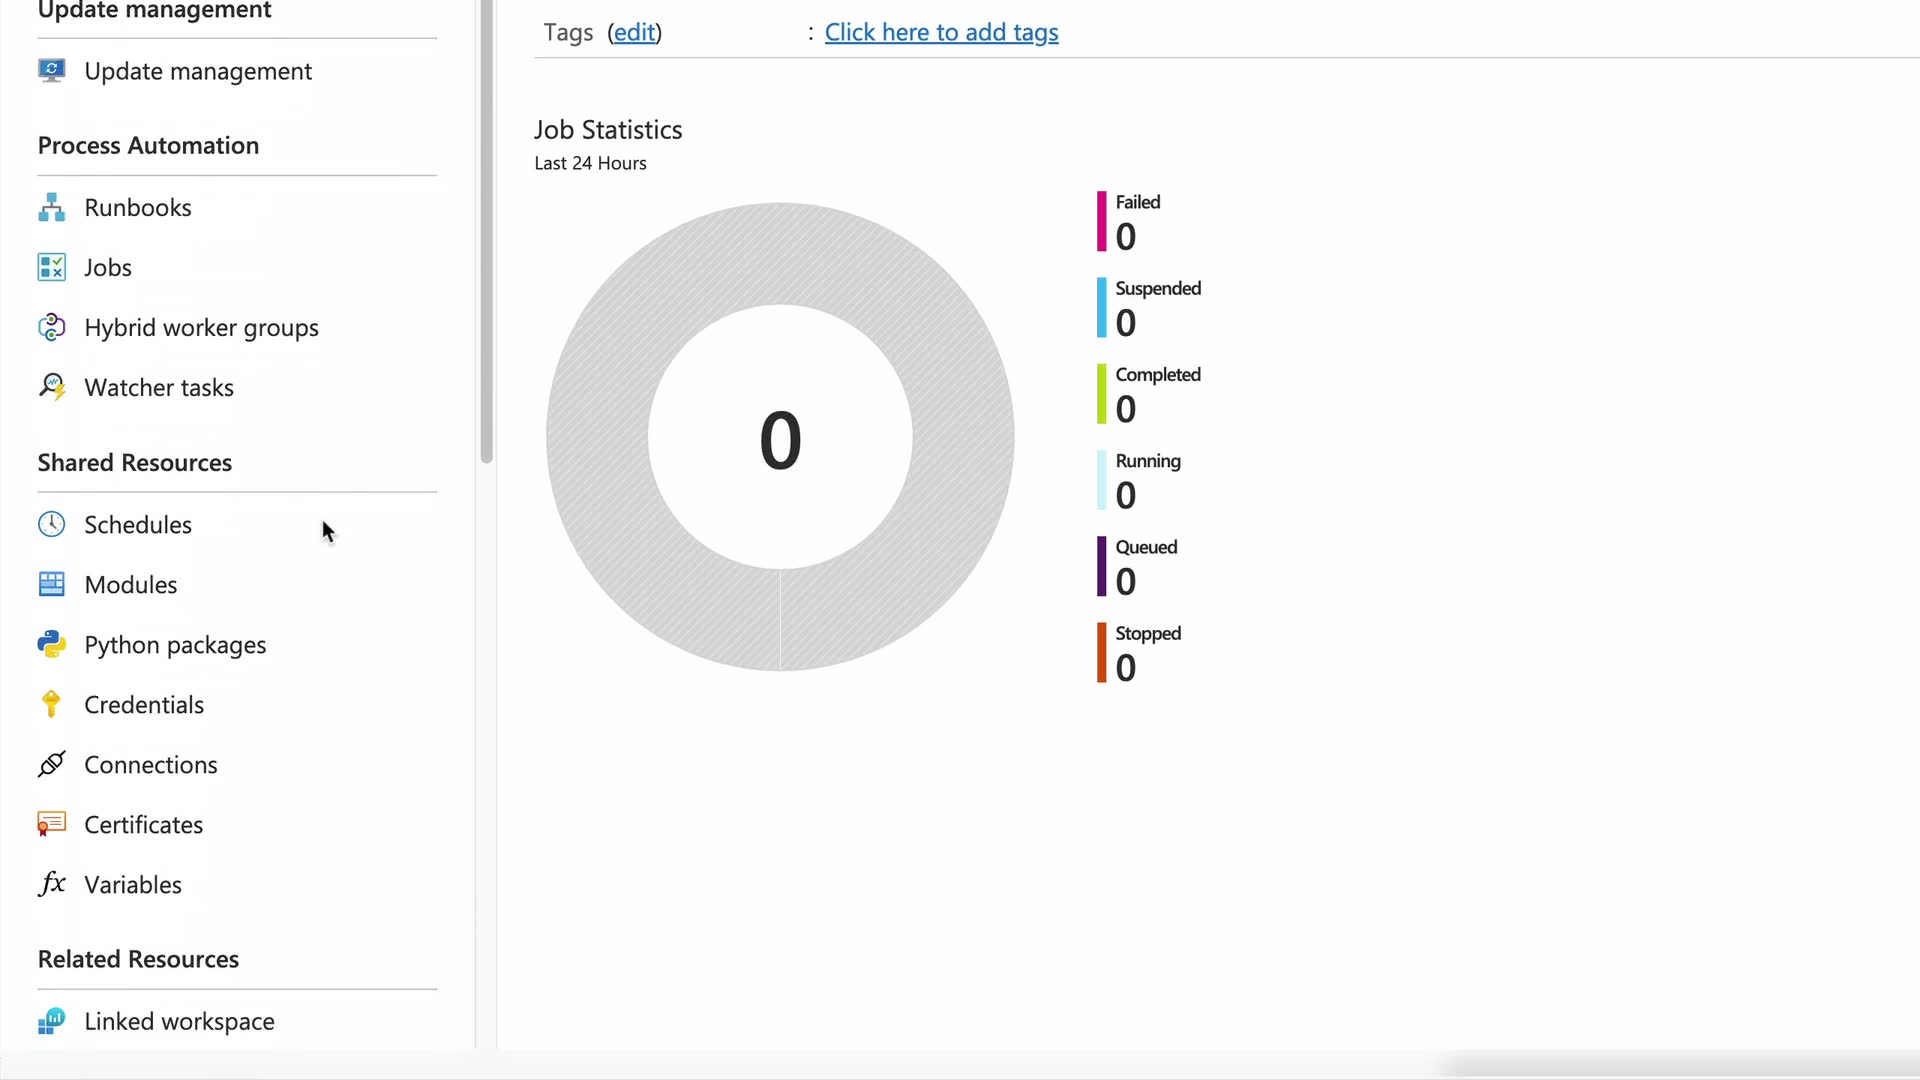 Update management
Update management
Process Automation
Runbooks
Jobs
Hybrid worker groups
Watcher tasks
Shared Resources
Schedules
Modules
Python packages
Credentials
Connections
Certificates
fx Variables
Related Resources
Linked workspace
Tags (edit) : Click here to add tags
Job Statistics
Last 24 Hours
0
Failed
0
Suspended
0
Completed
0
Running
0
Queued
0
Stopped
0